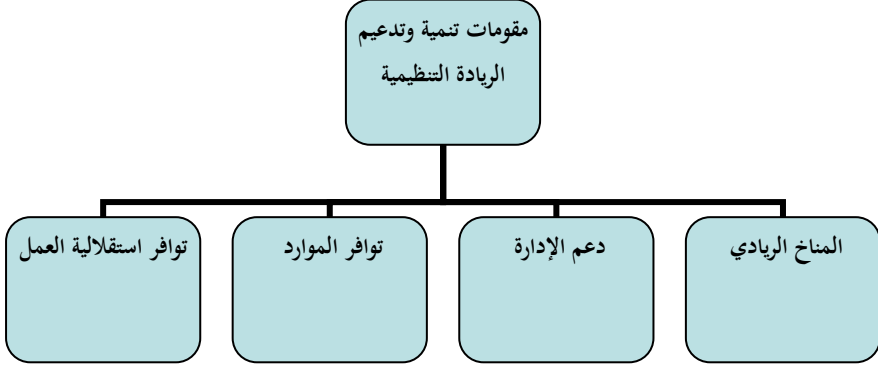 مقومات تنمية وتدعيم
الريادة التنظيمية
المناخ الريادي
دعم الإدارة
توافر الموارد
توافر استقلالية العمل